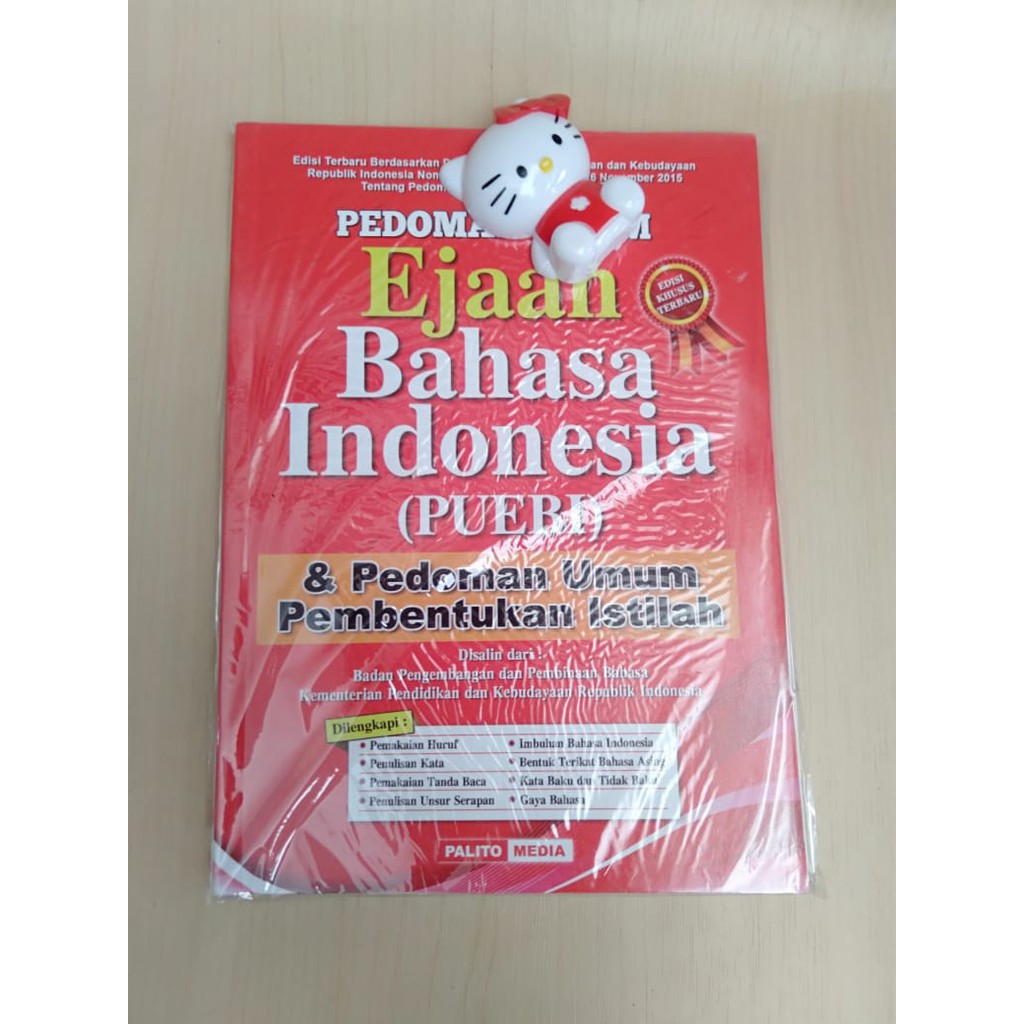 Edisi Terbaru Berdasarkan an dan Kebudayaan
Republik Indonesia 6 November 2015
Tentang
Ejaan
Bahasa
Indonesia
(PUEBI)
EDISI
KHUSUS
TERBARU
& Pedoman Umum
Pembentukan Istilah
Disalin dari :
Badan Pengembangan dan Pembinaan Bahasa
Kementerian Pendidikan dan Kebudayaan Republik Indonesia
Dilengkapi :
• Pemakaian Huruf
• Penulisan Kata
• Pemakaian Tanda Baca
• Penulisan Unsur Serapan
• Imbuhan Bahasa Indonesia
• Bentuk Terikat Bahasa Asing
• Kata Baku dan Tidak Baku
• Gaya Bahasa
PALITO MEDIA